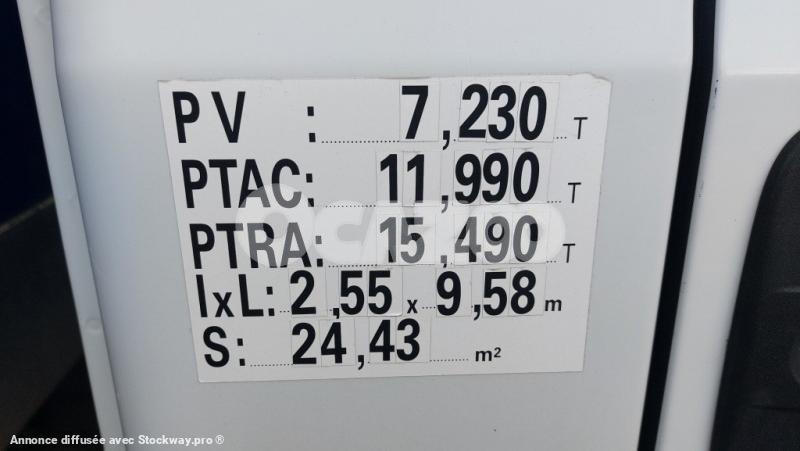 PV : 7,230 T
PTAC: 11,990 T
PTRA: 15,490 T
IxL: 2,55 x 9,58 m
S: 24,43 m²
Annonce diffusée avec Stockway.pro ®